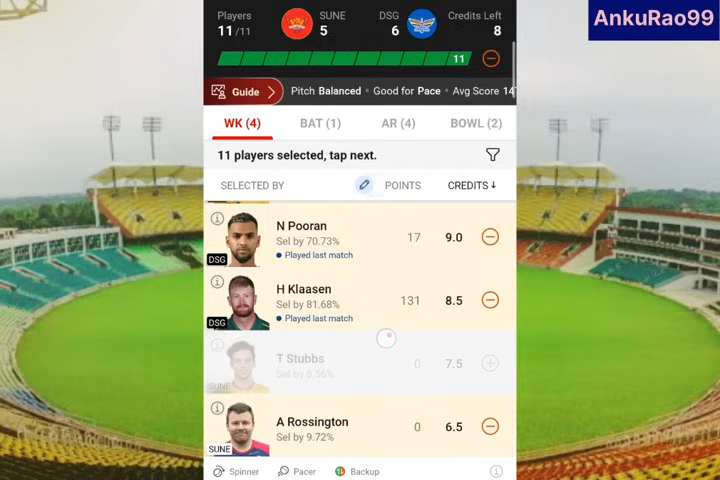 AnkuRao99
Players
11/11
SUNE
5
DSG
6
Credits Left
8
11
Guide
Pitch Balanced • Good for Pace • Avg Score 14
WK (4)
BAT (1)
AR (4)
BOWL (2)
11 players selected, tap next.
SELECTED BY
POINTS
CREDITS↓
N Pooran
Sel by 70.73%
Played last match
DSG
17
9.0
H Klaasen
Sel by 81.68%
Played last match
DSG
131
8.5
T Stubbs
Sel by 8.56%
SUNE
0
7.5
A Rossington
Sel by 9.72%
SUNE
0
6.5
Spinner
Pacer
Backup